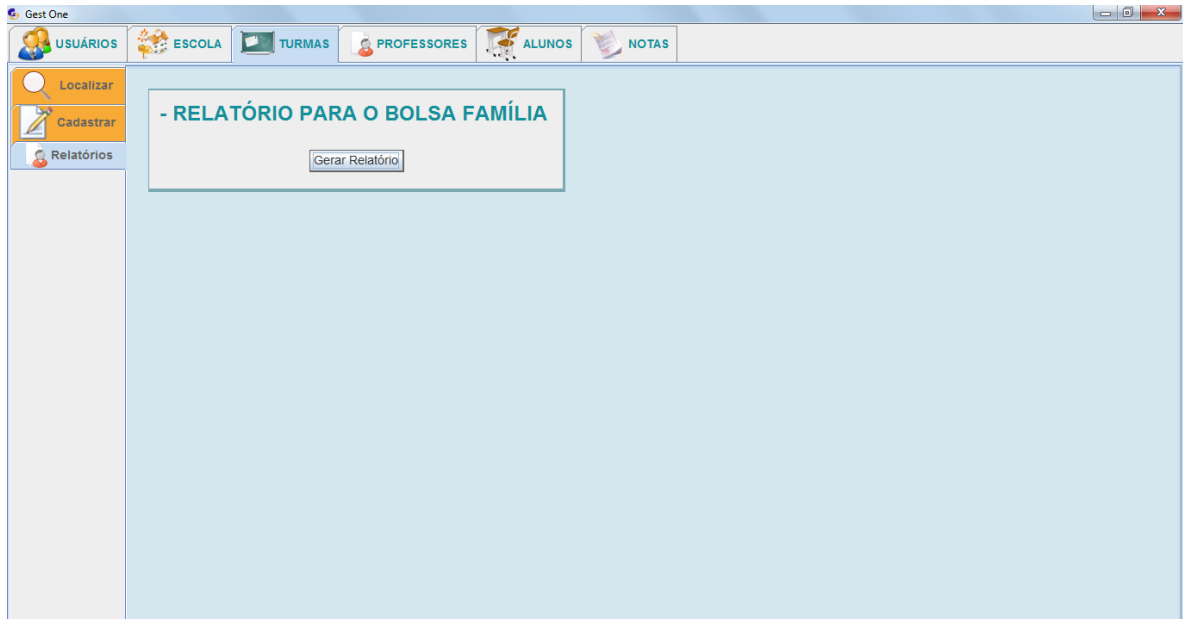 Gest One
USUÁRIOS ESCOLA TURMAS PROFESSORES ALUNOS NOTAS
Localizar
Cadastrar
Relatórios
- RELATÓRIO PARA O BOLSA FAMÍLIA
Gerar Relatório